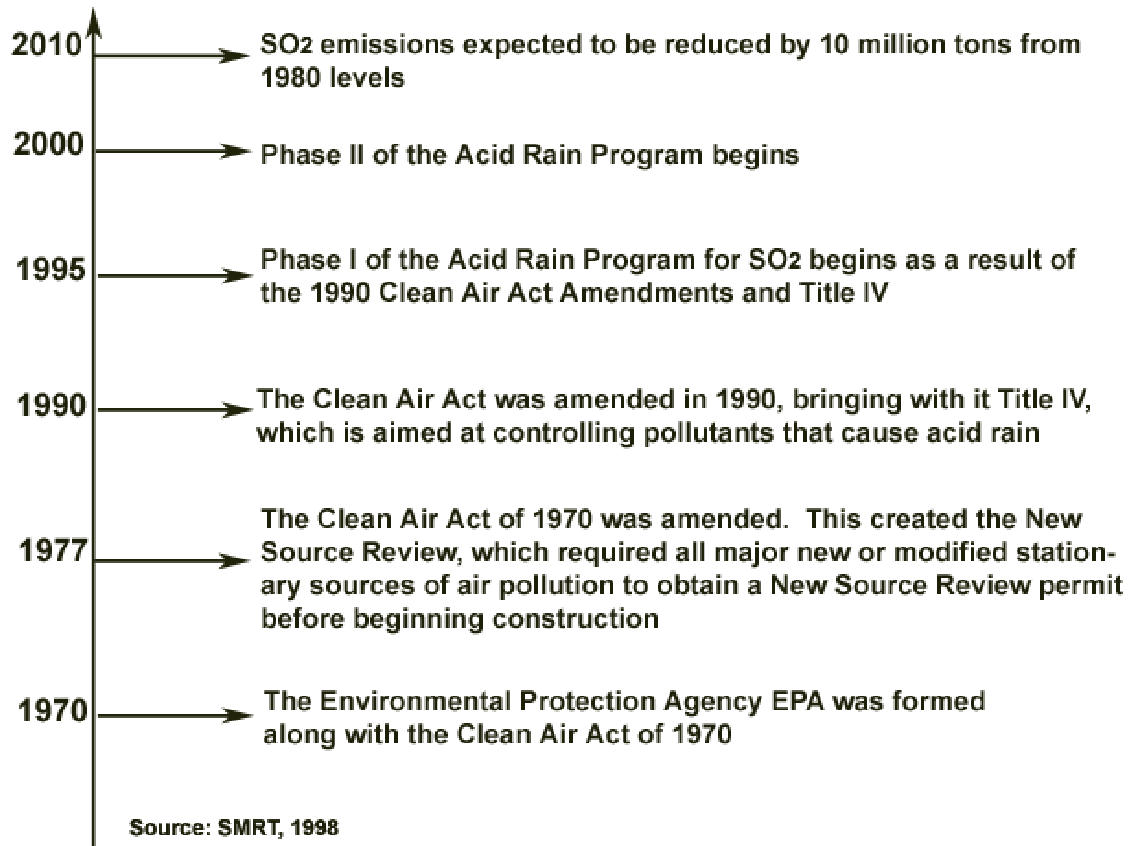 2010
SO2 emissions expected to be reduced by 10 million tons from
1980 levels
2000
Phase II of the Acid Rain Program begins
1995
Phase I of the Acid Rain Program for SO2 begins as a result of
the 1990 Clean Air Act Amendments and Title IV
1990
The Clean Air Act was amended in 1990, bringing with it Title IV,
which is aimed at controlling pollutants that cause acid rain
1977
The Clean Air Act of 1970 was amended.  This created the New
Source Review, which required all major new or modified station-
ary sources of air pollution to obtain a New Source Review permit
before beginning construction
1970
The Environmental Protection Agency EPA was formed
along with the Clean Air Act of 1970
Source: SMRT, 1998